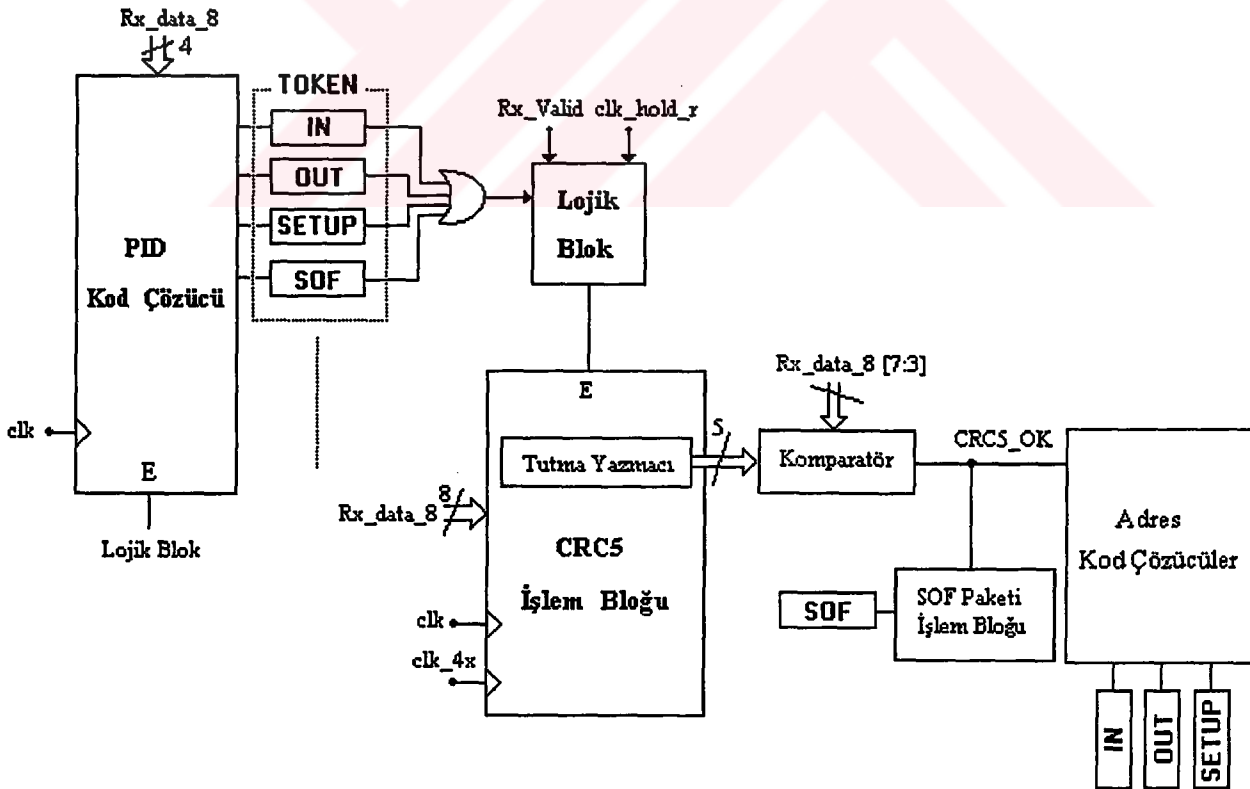 Rx_data_8
4
TOKEN
IN
OUT
SETUP
SOF
PID
Kod Çözücü
clk
E
Lojik Blok
Rx_Valid clk_hold_r
Lojik
Blok
E
Tutma Yazmacı
5
8
Rx_data_8
CRC5
İşlem Bloğu
clk
clk_4x
Rx_data_8 [7:3]
Komparatör
CRC5_OK
Adres
Kod Çözücüler
SOF
SOF Paketi
İşlem Bloğu
IN
OUT
SETUP